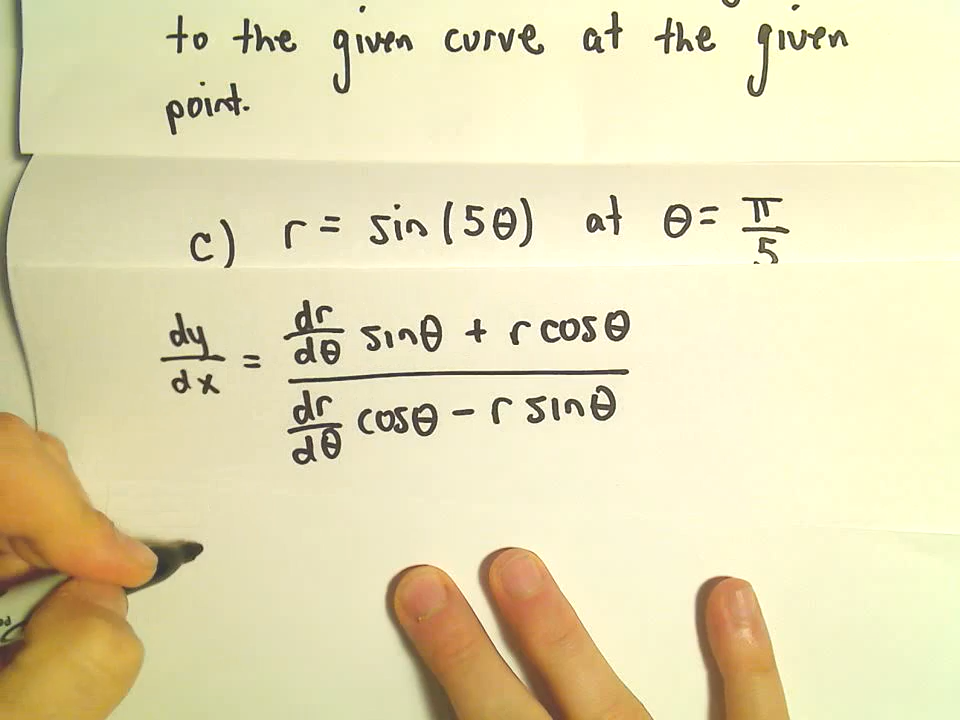 to the given curve at the given
point.
c) r = sin(5θ) at θ = π/5
dy/dx = (dr/dθ sinθ + r cosθ)/(dr/dθ cosθ - r sinθ)